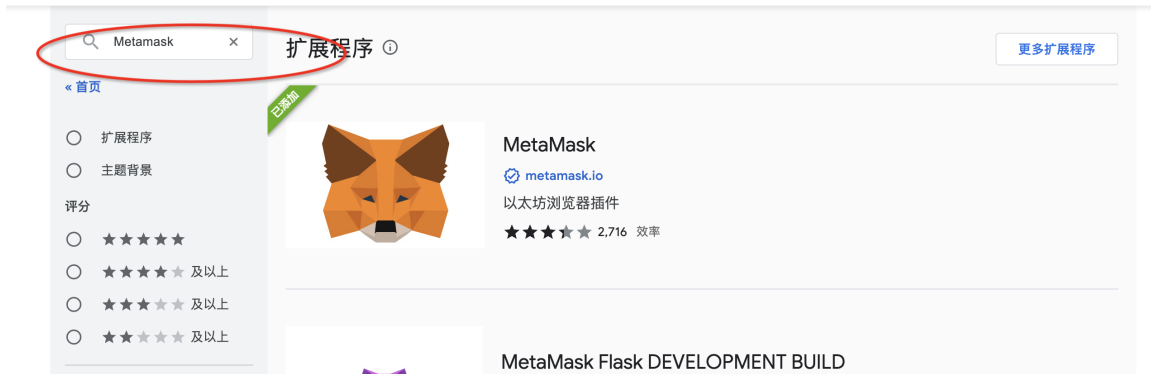 Metamask
« 首页
扩展程序
主题背景
评分
及以上
及以上
及以上
扩展程序
更多扩展程序
已添加
MetaMask
metamask.io
以太坊浏览器插件
2,716 效率
MetaMask Flask DEVELOPMENT BUILD